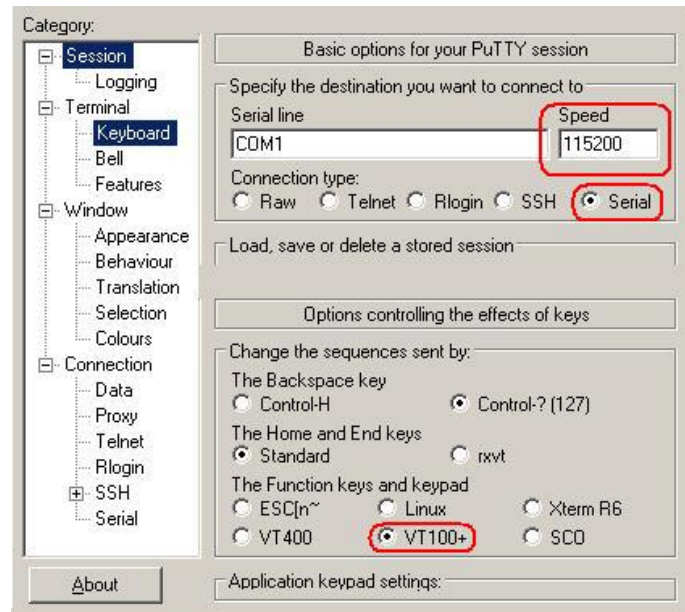 Category:
Session
Logging
Terminal
Keyboard
Bell
Features
Window
Appearance
Behaviour
Translation
Selection
Colours
Connection
Data
Proxy
Telnet
Rlogin
SSH
Serial
About
Basic options for your PuTTY session
Specify the destination you want to connect to
Serial line Speed
COM1 115200
Connection type:
Raw Telnet Rlogin SSH Serial
Load, save or delete a stored session
Options controlling the effects of keys
Change the sequences sent by:
The Backspace key
Control-H Control-? (127)
The Home and End keys
Standard rxvt
The Function keys and keypad
ESC[n~ Linux Xterm R6
VT400 VT100+ SCO
Application keypad settings: